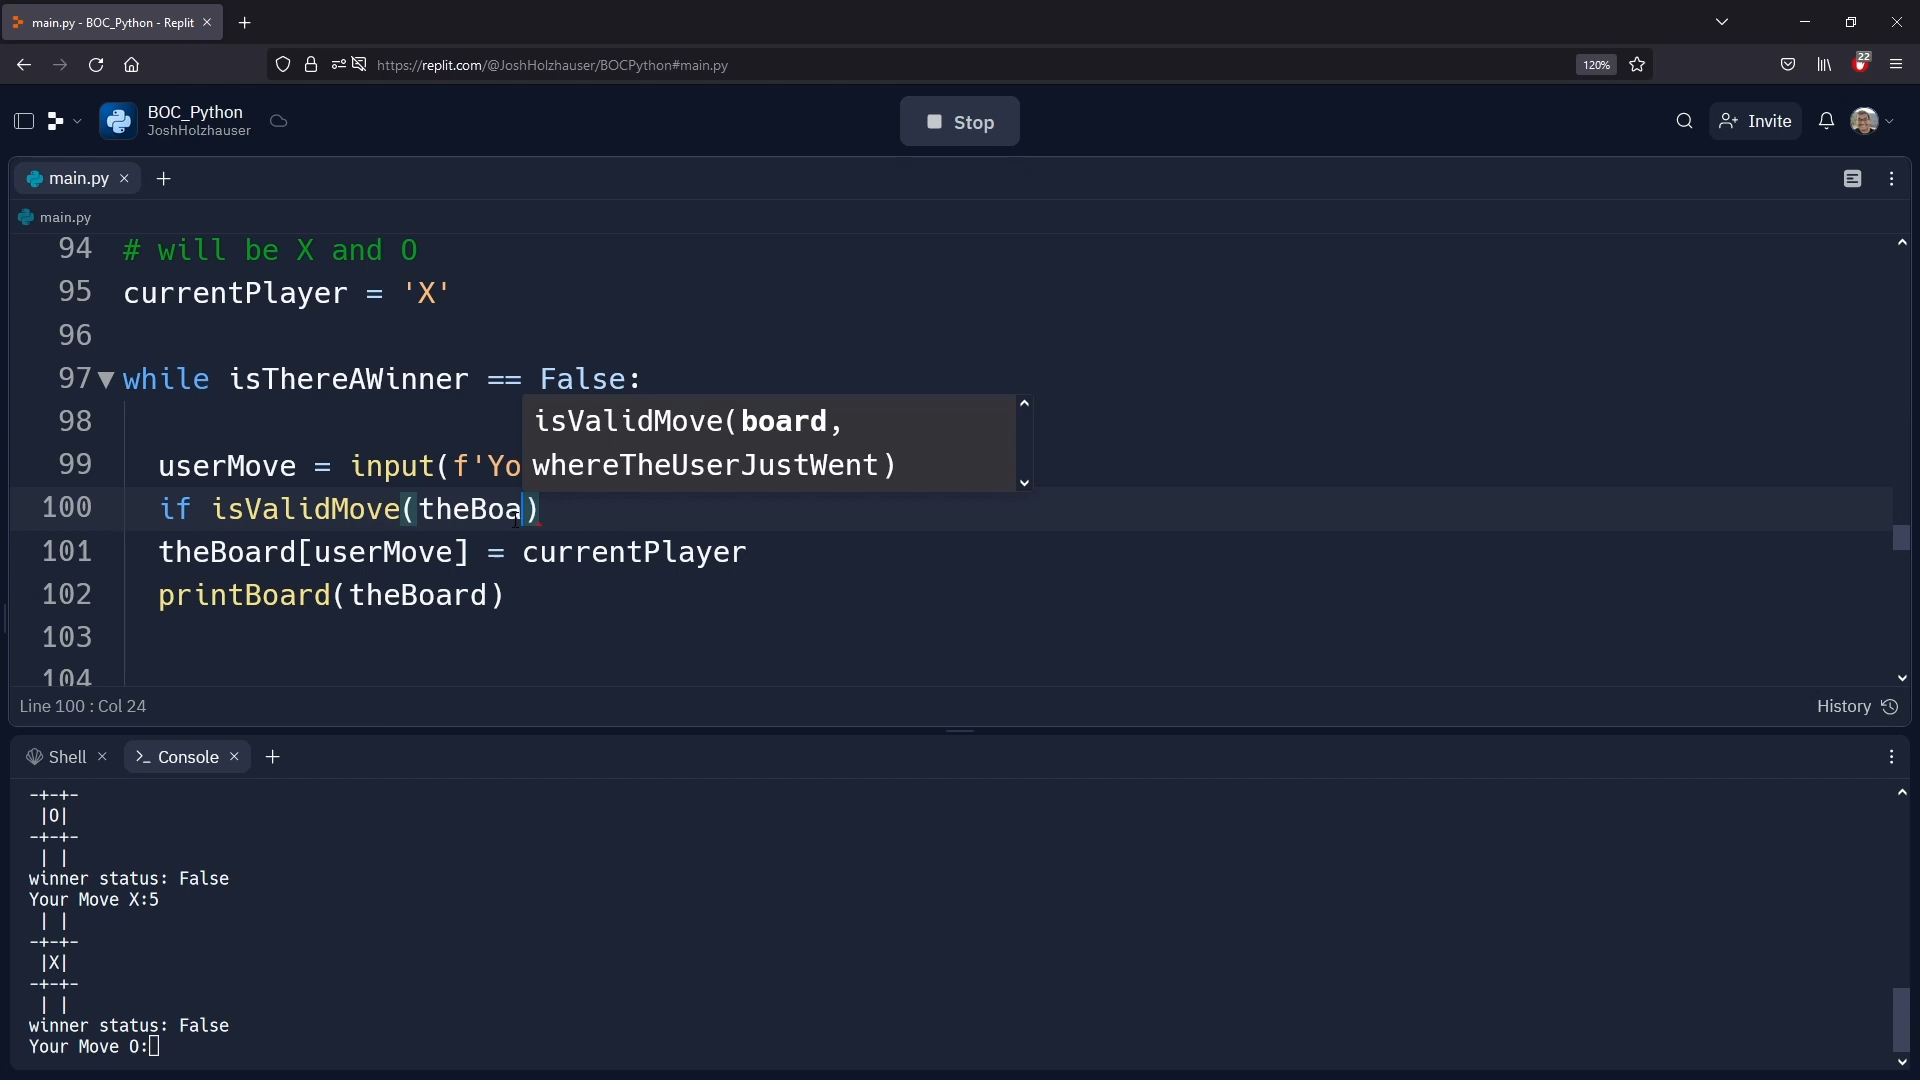 main.py - BOC_Python - Replit
https://replit.com/@JoshHolzhauser/BOCPython#main.py
120%
22
BOC_Python
JoshHolzhauser
Stop
Invite
main.py
main.py
94 # will be X and O
95 currentPlayer = 'X'
96
97 while isThereAWinner == False:
98
isValidMove(board,
99 userMove = input(f'Yo
whereTheUserJustWent)
100 if isValidMove(theBoa)
101 theBoard[userMove] = currentPlayer
102 printBoard(theBoard)
103
104
Line 100 : Col 24
History
Shell
Console
-+-+-
|O|
-+-+-
| |
winner status: False
Your Move X:5
| |
-+-+-
|X|
-+-+-
| |
winner status: False
Your Move O: